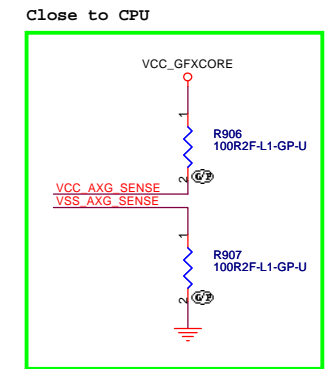 Close to CPU
VCC_GFXCORE
1
R906
100R2F-L1-GP-U
2
G/P
VCC_AXG_SENSE
VSS_AXG_SENSE
1
R907
100R2F-L1-GP-U
2
G/P